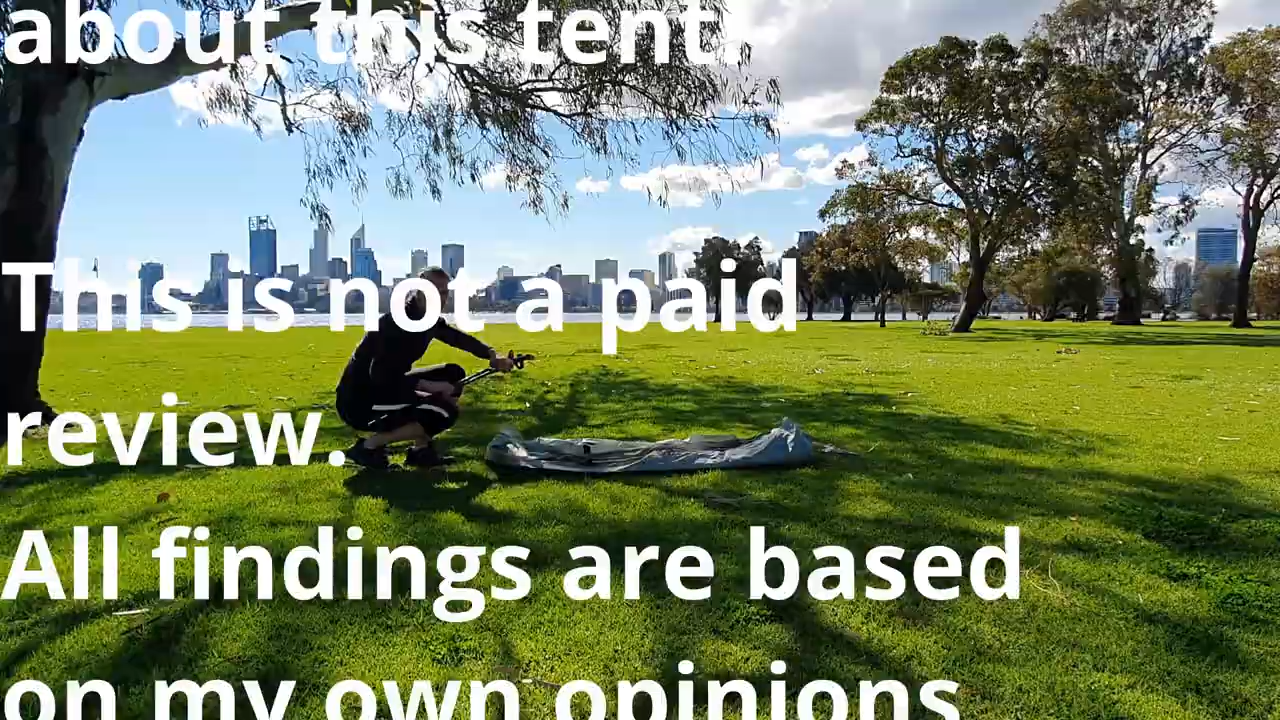 about this tent.
This is not a paid
review.
All findings are based
on my own opinions